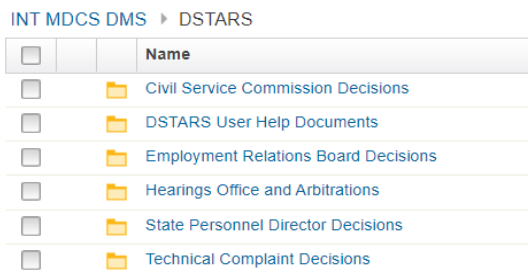 INT MDCS DMS DSTARS
Name
Civil Service Commission Decisions
DSTARS User Help Documents
Employment Relations Board Decisions
Hearings Office and Arbitrations
State Personnel Director Decisions
Technical Complaint Decisions